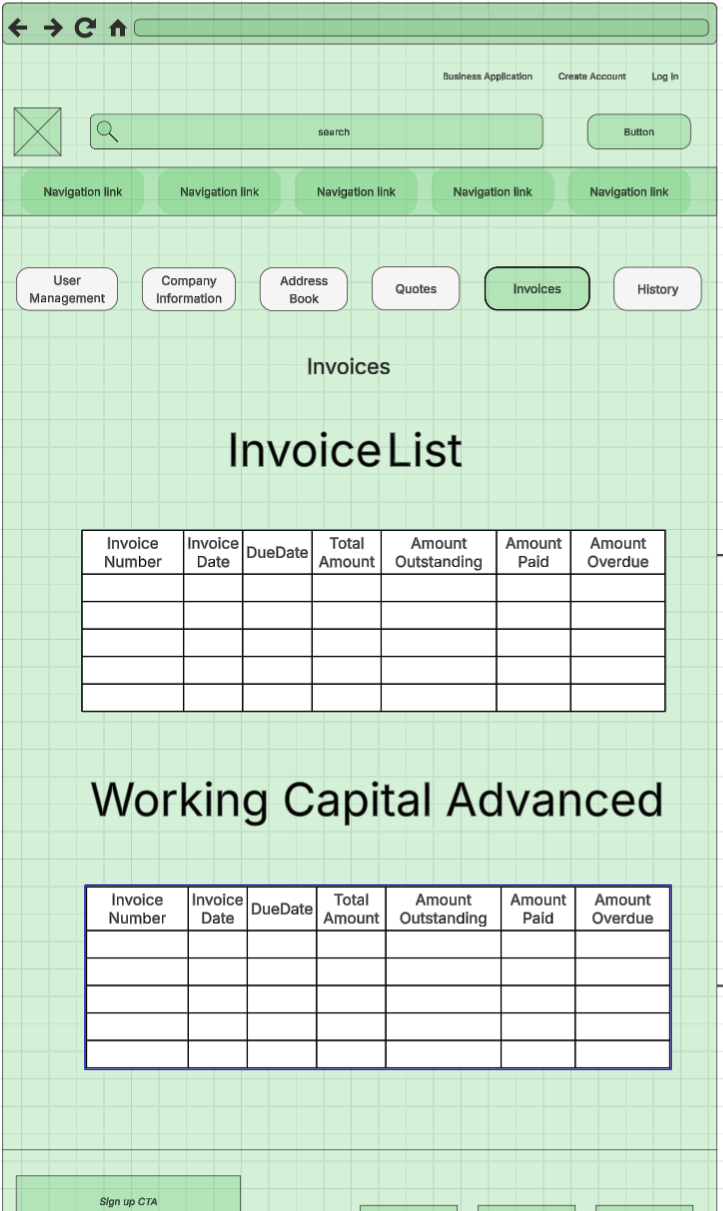 Business Application Create Account Log In
search Button
Navigation link Navigation link Navigation link Navigation link Navigation link
User Management Company Information Address Book Quotes Invoices History
Invoices
Invoice List
Invoice Number Invoice Date DueDate Total Amount Amount Outstanding Amount Paid Amount Overdue
Working Capital Advanced
Invoice Number Invoice Date DueDate Total Amount Amount Outstanding Amount Paid Amount Overdue
Sign up CTA